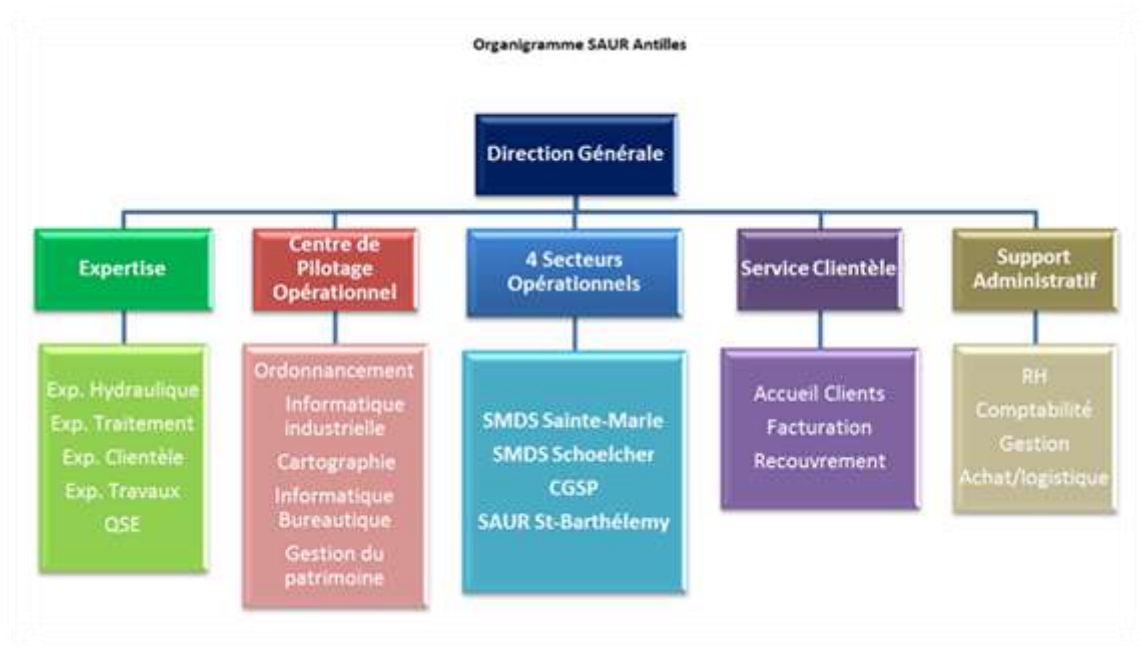 Organigramme SAUR Antilles
Direction Générale
Expertise
Centre de
Pilotage
Opérationnel
4 Secteurs
Opérationnels
Service Clientèle
Support
Administratif
Exp. Hydraulique
Exp. Traitement
Exp. Clientèle
Exp. Travaux
QSE
Ordonnancement
Informatique
industrielle
Cartographie
Informatique
Bureautique
Gestion du
patrimoine
SMDS Sainte-Marie
SMDS Schoelcher
CGSP
SAUR St-Barthélemy
Accueil Clients
Facturation
Recouvrement
RH
Comptabilité
Gestion
Achat/logistique